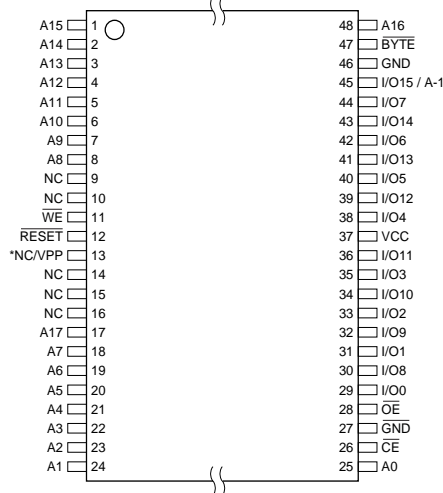 A15 1 48 A16
A14 2 47 BYTE
A13 3 46 GND
A12 4 45 I/O15 / A-1
A11 5 44 I/O7
A10 6 43 I/O14
A9 7 42 I/O6
A8 8 41 I/O13
NC 9 40 I/O5
NC 10 39 I/O12
WE 11 38 I/O4
RESET 12 37 VCC
*NC/VPP 13 36 I/O11
NC 14 35 I/O3
NC 15 34 I/O10
NC 16 33 I/O2
A17 17 32 I/O9
A7 18 31 I/O1
A6 19 30 I/O8
A5 20 29 I/O0
A4 21 28 OE
A3 22 27 GND
A2 23 26 CE
A1 24 25 A0